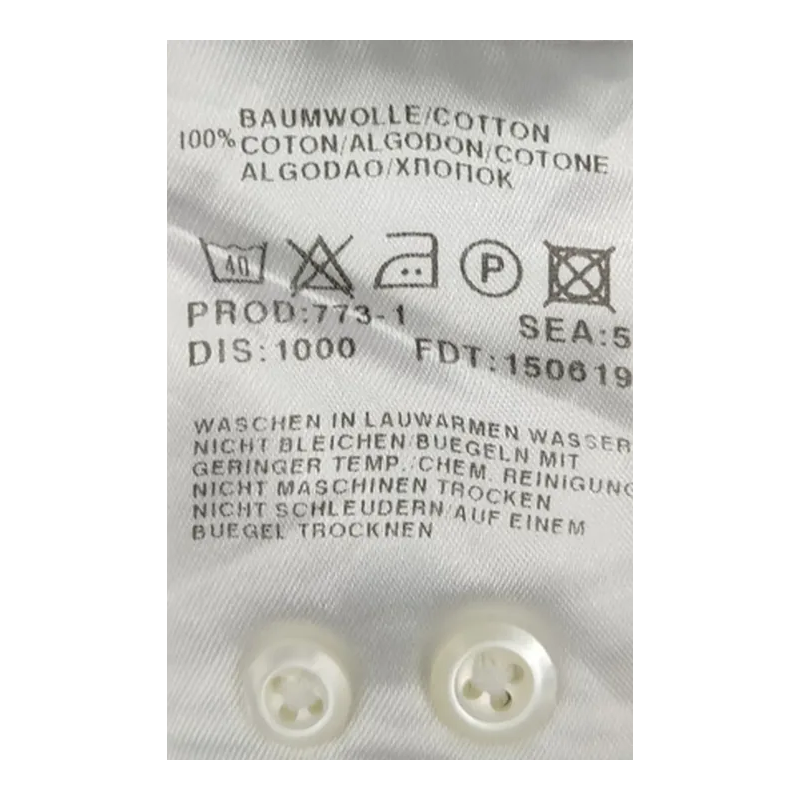 BAUMWOLLE/COTTON
100% COTON/ALGODON/COTONE
ALGODAO/ХЛОПОК
40 P
PROD:773-1 SEA:5
DIS:1000 FDT:150619
WASCHEN IN LAUWARMEN WASSER
NICHT BLEICHEN/BUEGELN MIT
GERINGER TEMP./CHEM. REINIGUNG
NICHT MASCHINEN TROCKEN
NICHT SCHLEUDERN/AUF EINEM
BUEGEL TROCKNEN